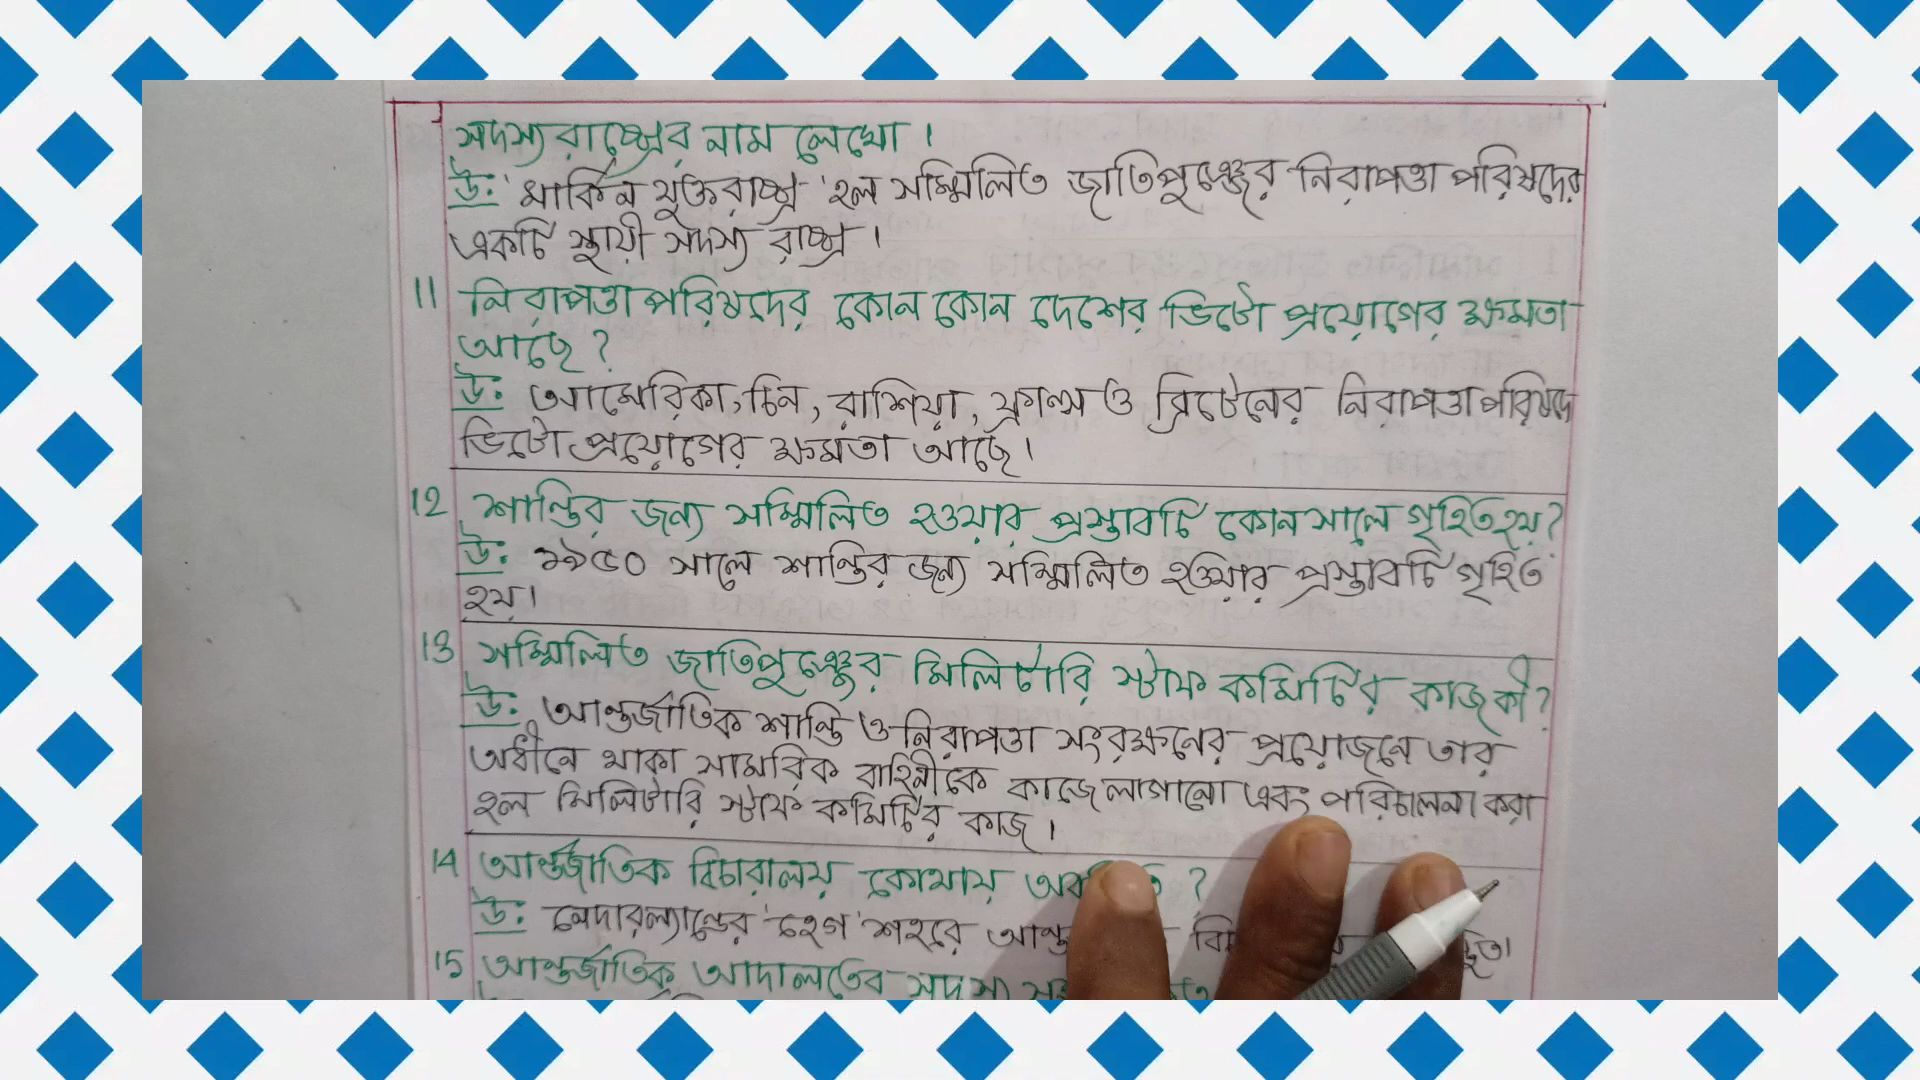 সদস্য রাষ্ট্রের নাম লেখো।
উঃ 'মার্কিন যুক্তরাষ্ট্র' হল সম্মিলিত জাতিপুঞ্জের নিরাপত্তা পরিষদের
একটি স্থায়ী সদস্য রাষ্ট্র।
11 নিরাপত্তা পরিষদের কোন কোন দেশের ভিটো প্রয়োগের ক্ষমতা
আছে?
উঃ আমেরিকা, চিন, রাশিয়া, ফ্রান্স ও ব্রিটেনের নিরাপত্তা পরিষদে
ভিটো প্রয়োগের ক্ষমতা আছে।
12 শান্তির জন্য সম্মিলিত হওয়ার প্রস্তাবটি কোন সালে গৃহিত হয়?
উঃ ১৯৫০ সালে শান্তির জন্য সম্মিলিত হওয়ার প্রস্তাবটি গৃহিত
হয়।
13 সম্মিলিত জাতিপুঞ্জের মিলিটারি স্টাফ কমিটির কাজ কী?
উঃ আন্তর্জাতিক শান্তি ও নিরাপত্তা সংরক্ষনের প্রয়োজনে তার
অধীনে থাকা সামরিক বাহিনীকে কাজে লাগানো এবং পরিচালনা করা
হল মিলিটারি স্টাফ কমিটির কাজ।
14 আন্তর্জাতিক বিচারালয় কোথায় ?
উঃ নেদারল্যান্ডের 'হেগ' শহরে
15 আন্তর্জাতিক আদালতের সদস্য